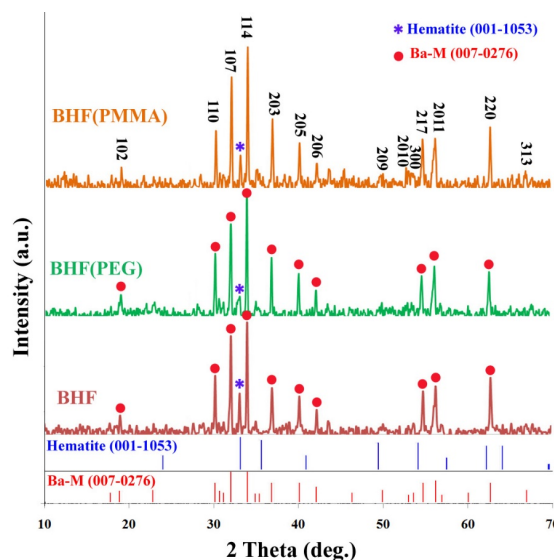 * Hematite (001-1053)
● Ba-M (007-0276)
114
107
110
203
220
2011
217
205
206
102
2010
300
209
313
BHF(PMMA)
*
BHF(PEG)
*
BHF
*
Hematite (001-1053)
Ba-M (007-0276)
Intensity (a.u.)
10 20 30 40 50 60 70
2 Theta (deg.)